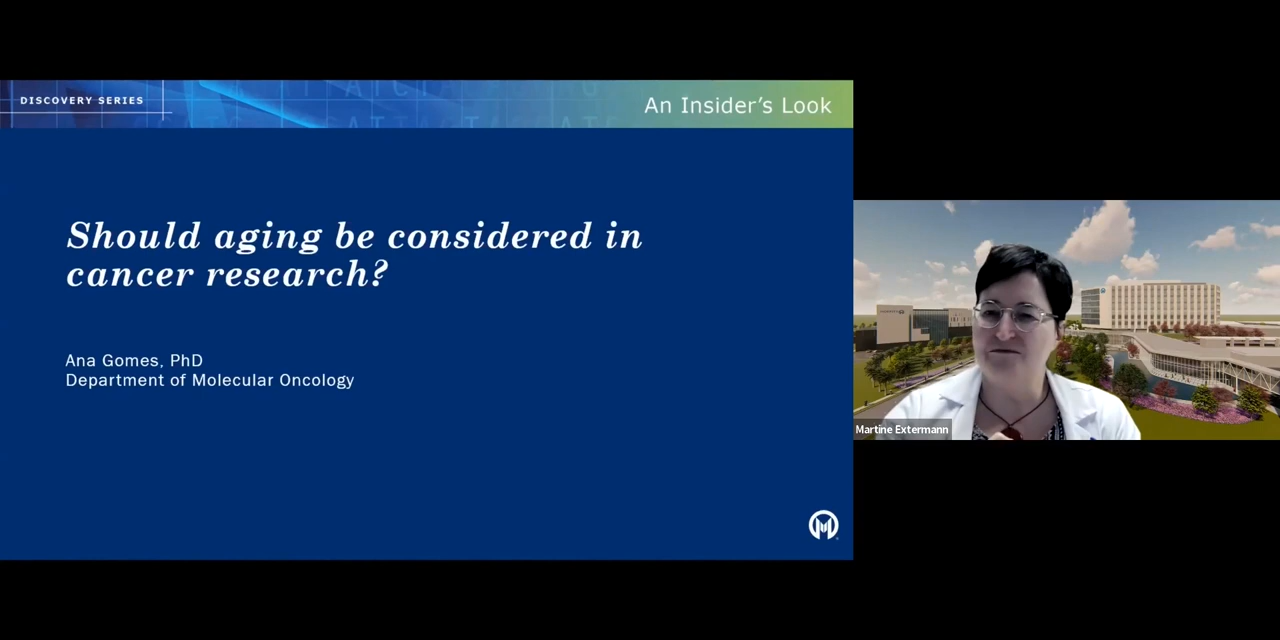 DISCOVERY SERIES
An Insider's Look
Should aging be considered in
cancer research?
Ana Gomes, PhD
Department of Molecular Oncology
Martine Extermann